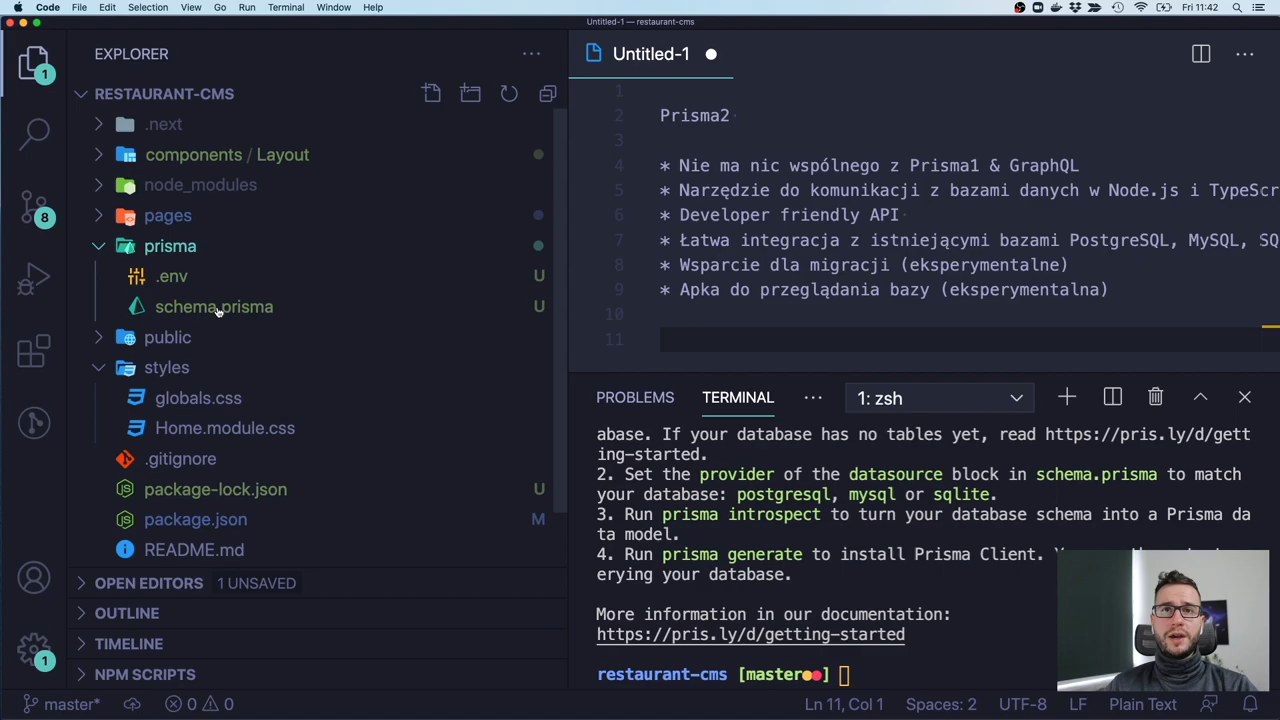 Code File Edit Selection View Go Run Terminal Window Help Fri 11:42
Untitled-1 — restaurant-cms
EXPLORER
RESTAURANT-CMS
.next
components / Layout
node_modules
pages
prisma
.env U
schema.prisma U
public
styles
globals.css
Home.module.css
.gitignore
package-lock.json U
package.json M
README.md
OPEN EDITORS 1 UNSAVED
OUTLINE
TIMELINE
NPM SCRIPTS
1
8
1
Untitled-1
1
2 Prisma2
3
4 * Nie ma nic wspólnego z Prisma1 & GraphQL
5 * Narzędzie do komunikacji z bazami danych w Node.js i TypeScr
6 * Developer friendly API
7 * Łatwa integracja z istniejącymi bazami PostgreSQL, MySQL, SQ
8 * Wsparcie dla migracji (eksperymentalne)
9 * Apka do przeglądania bazy (eksperymentalna)
10
11
PROBLEMS TERMINAL 1: zsh
abase. If your database has no tables yet, read https://pris.ly/d/gett
ing-started.
2. Set the provider of the datasource block in schema.prisma to match
your database: postgresql, mysql or sqlite.
3. Run prisma introspect to turn your database schema into a Prisma da
ta model.
4. Run prisma generate to install Prisma Client.
erying your database.
More information in our documentation:
https://pris.ly/d/getting-started
restaurant-cms [master]
master* 0 0 Ln 11, Col 1 Spaces: 2 UTF-8 LF Plain Text